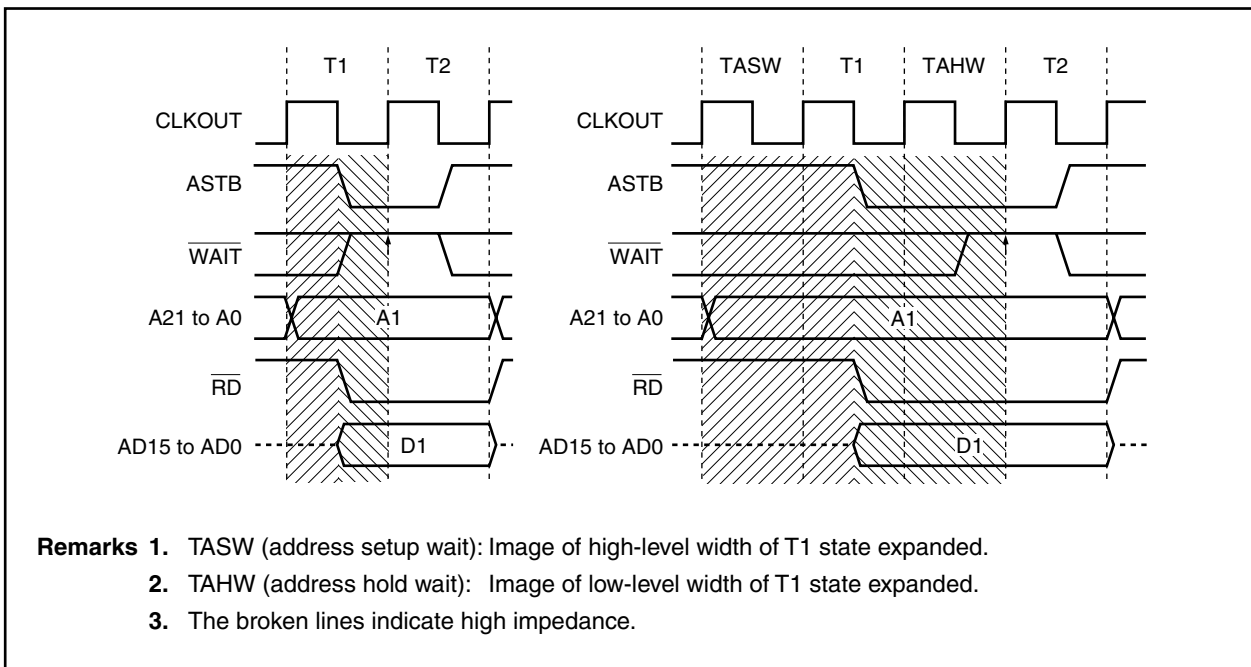 T1 T2 TASW T1 TAHW T2
CLKOUT CLKOUT
ASTB ASTB
WAIT WAIT
A21 to A0 A1 A21 to A0 A1
RD RD
AD15 to AD0 D1 AD15 to AD0 D1
Remarks 1. TASW (address setup wait): Image of high-level width of T1 state expanded.
2. TAHW (address hold wait): Image of low-level width of T1 state expanded.
3. The broken lines indicate high impedance.